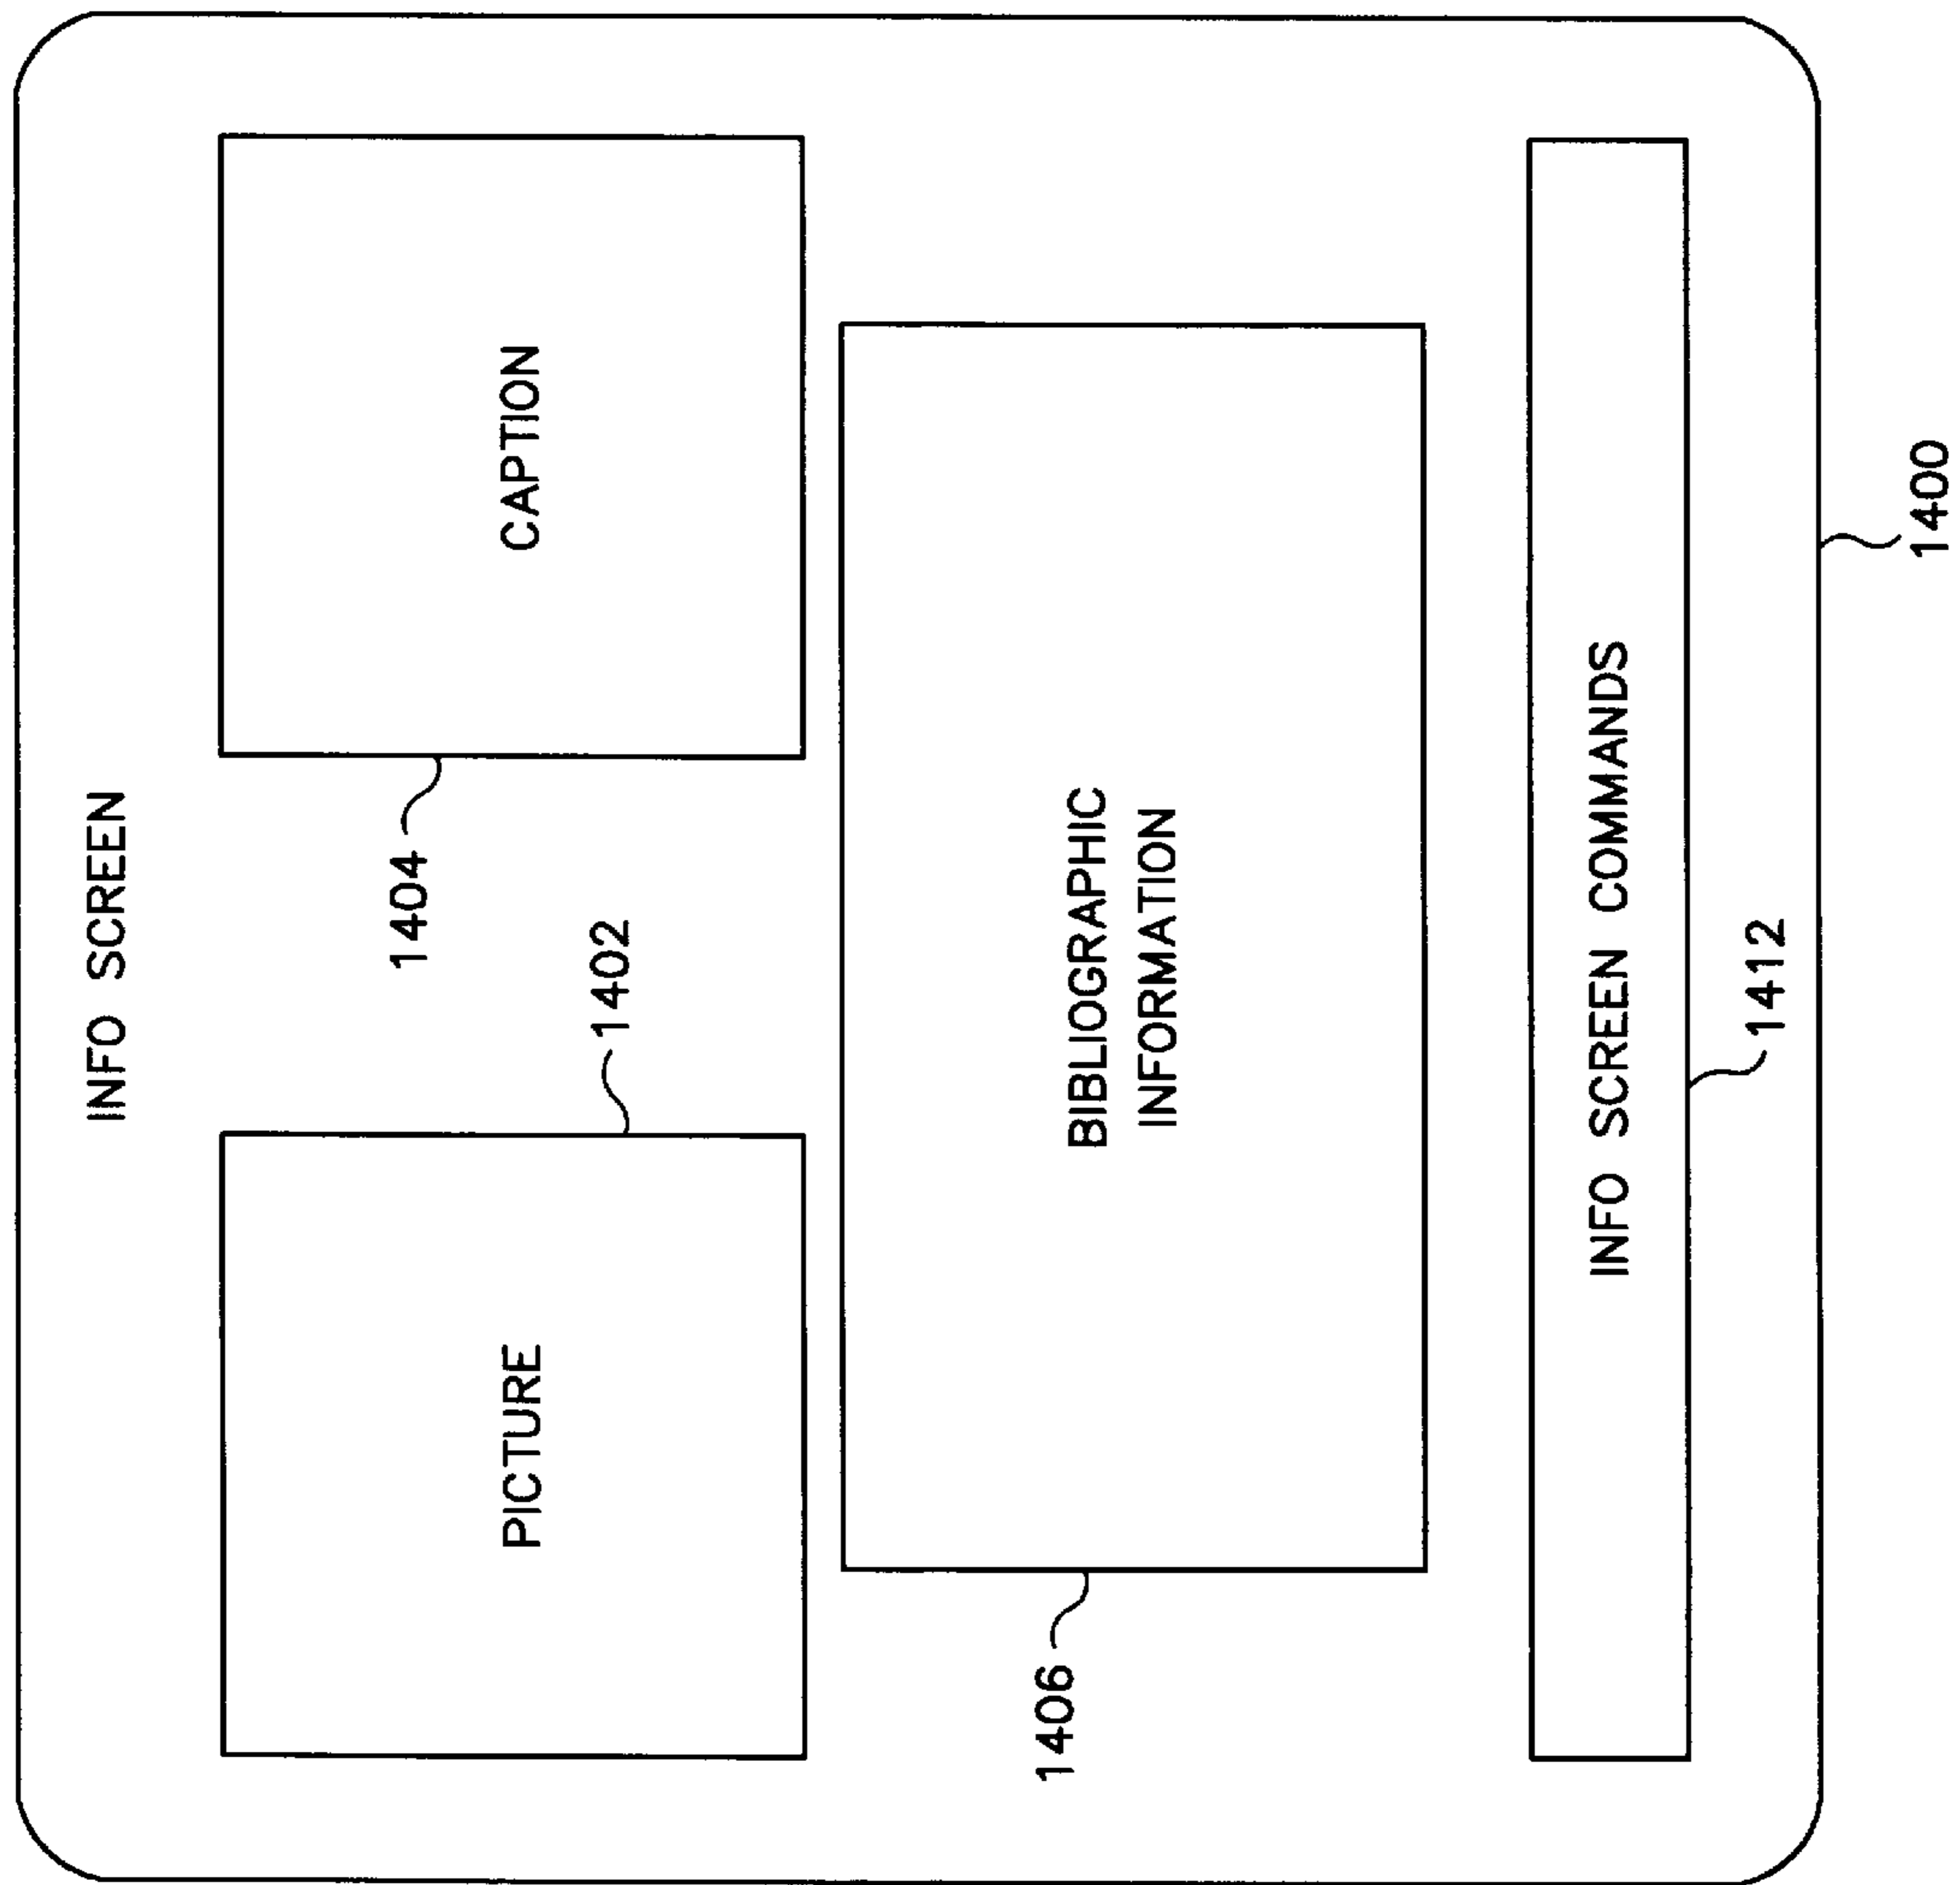 INFO SCREEN
PICTURE
1402
1404
CAPTION
1406
BIBLIOGRAPHIC
INFORMATION
INFO SCREEN COMMANDS
1412
1400